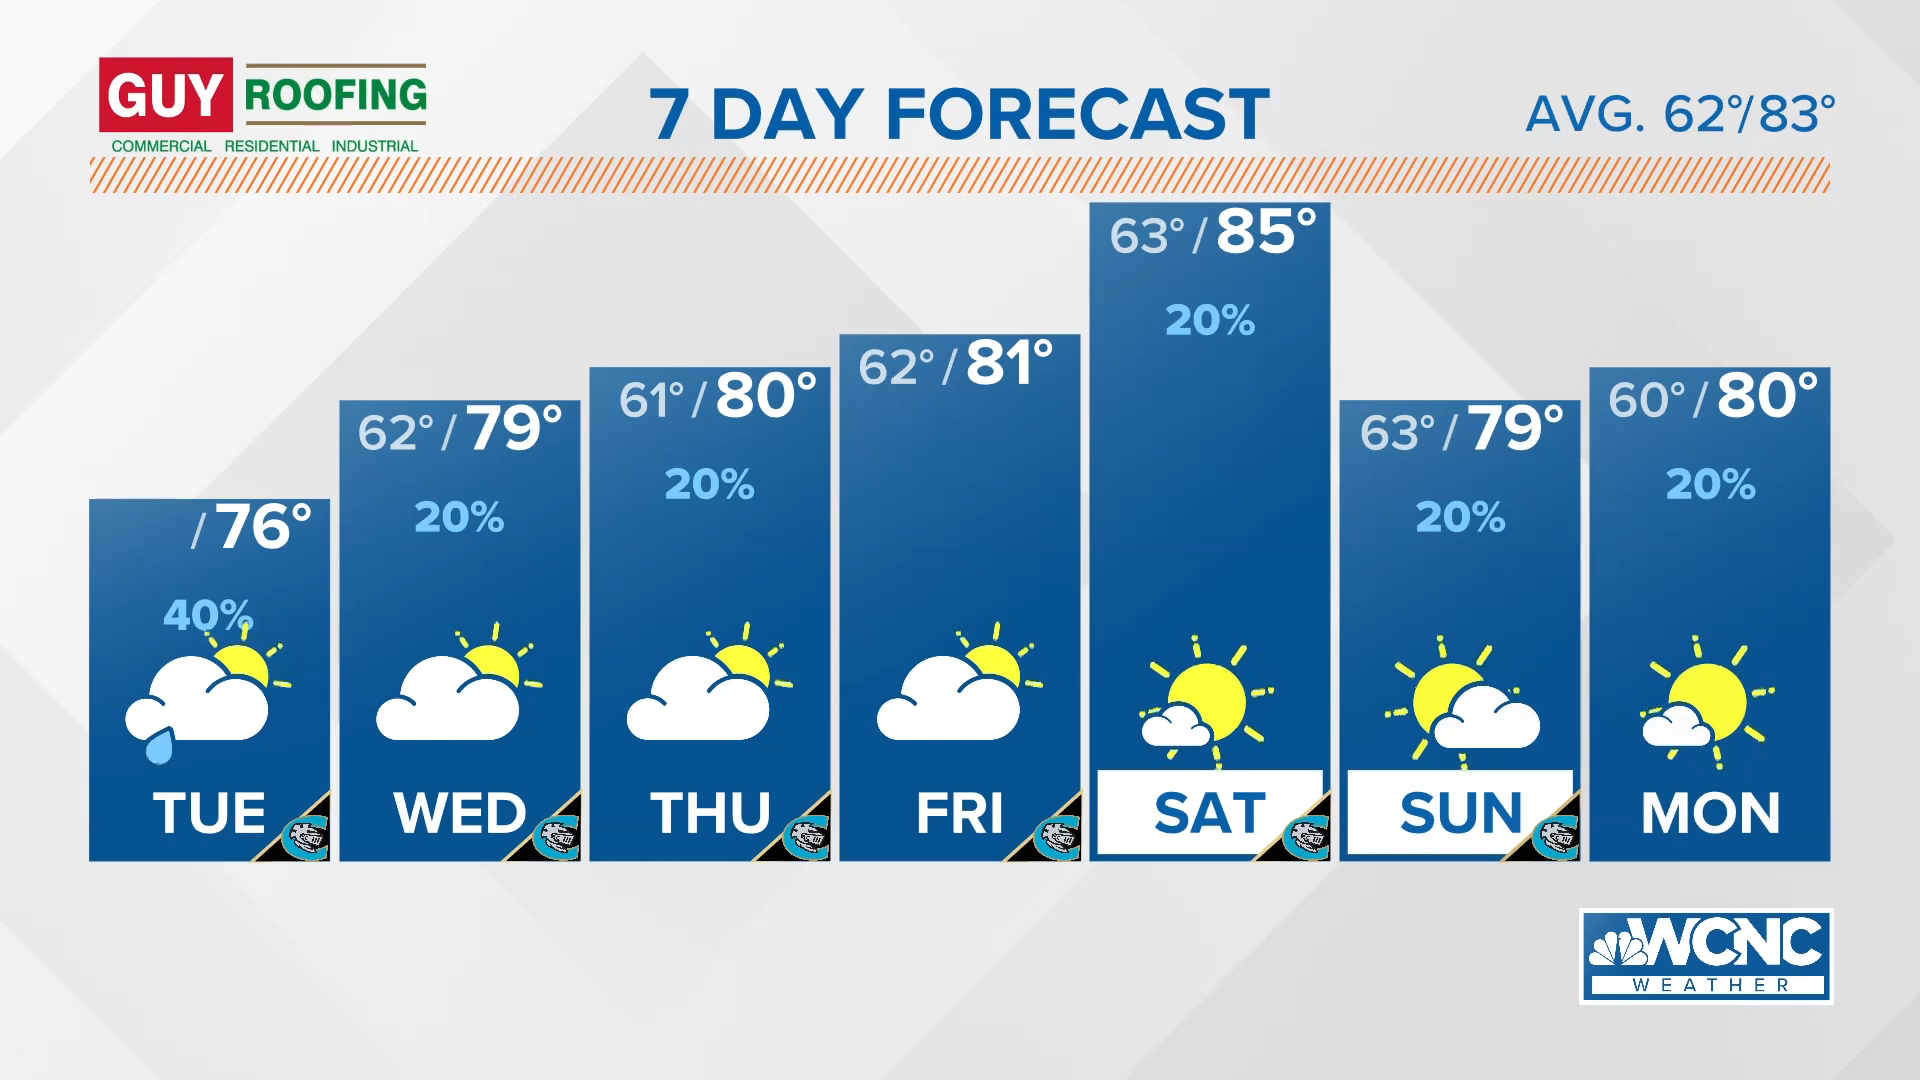 GUY ROOFING
COMMERCIAL RESIDENTIAL INDUSTRIAL
7 DAY FORECAST
AVG. 62°/83°
/ 76°
40%
TUE
62° / 79°
20%
WED
61° / 80°
20%
THU
62° / 81°
FRI
63° / 85°
20%
SAT
63° / 79°
20%
SUN
60° / 80°
20%
MON
WCNC
WEATHER